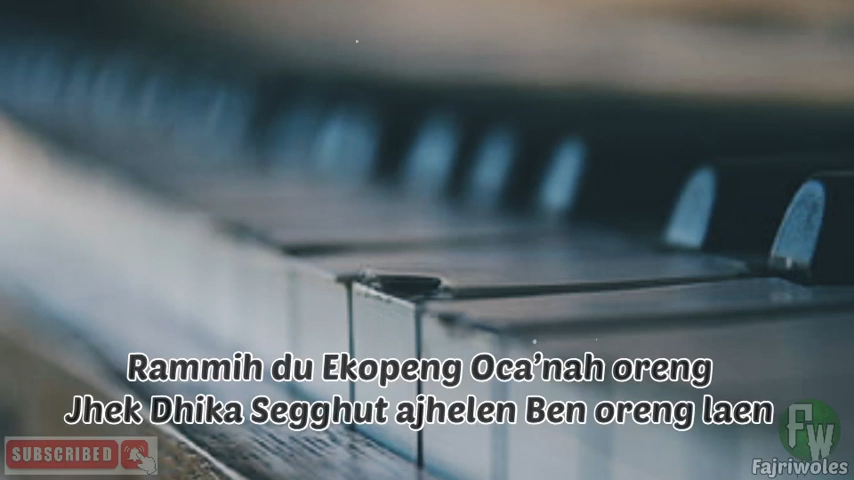 Rammih du Ekopeng Oca'nah oreng
Jhek Dhika Segghut ajhelen Ben oreng laen
SUBSCRIBED
FW
Fajriwoles